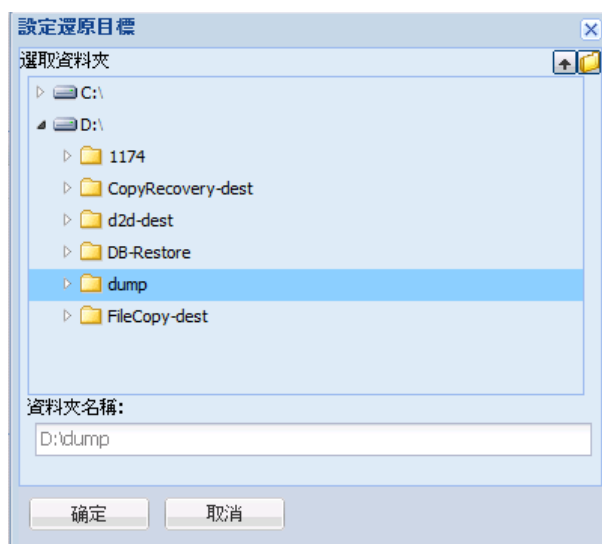 設定還原目標
選取資料夾
C:\
D:\
1174
CopyRecovery-dest
d2d-dest
DB-Restore
dump
FileCopy-dest
資料夾名稱:
D:\dump
确定
取消